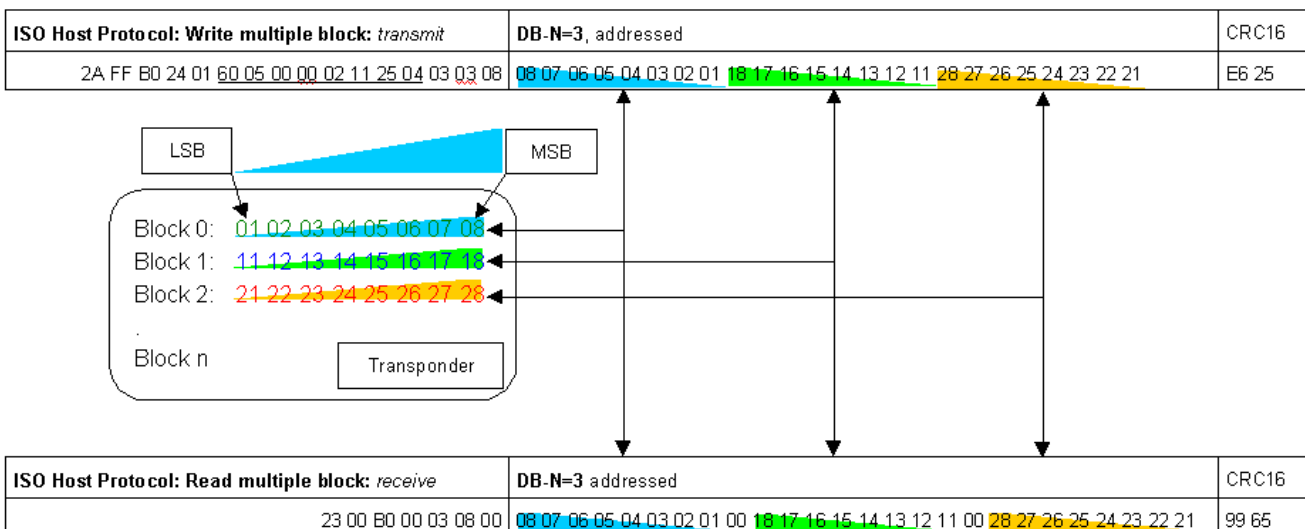 ISO Host Protocol: Write multiple block: transmit DB-N=3, addressed CRC16
2A FF B0 24 01 60 05 00 00 02 11 25 04 03 03 08 08 07 06 05 04 03 02 01 18 17 16 15 14 13 12 11 28 27 26 25 24 23 22 21 E6 25
LSB MSB
Block 0: 01 02 03 04 05 06 07 08
Block 1: 11 12 13 14 15 16 17 18
Block 2: 21 22 23 24 25 26 27 28
.
Block n
Transponder
ISO Host Protocol: Read multiple block: receive DB-N=3 addressed CRC16
23 00 B0 00 03 08 00 08 07 06 05 04 03 02 01 00 18 17 16 15 14 13 12 11 00 28 27 26 25 24 23 22 21 99 65